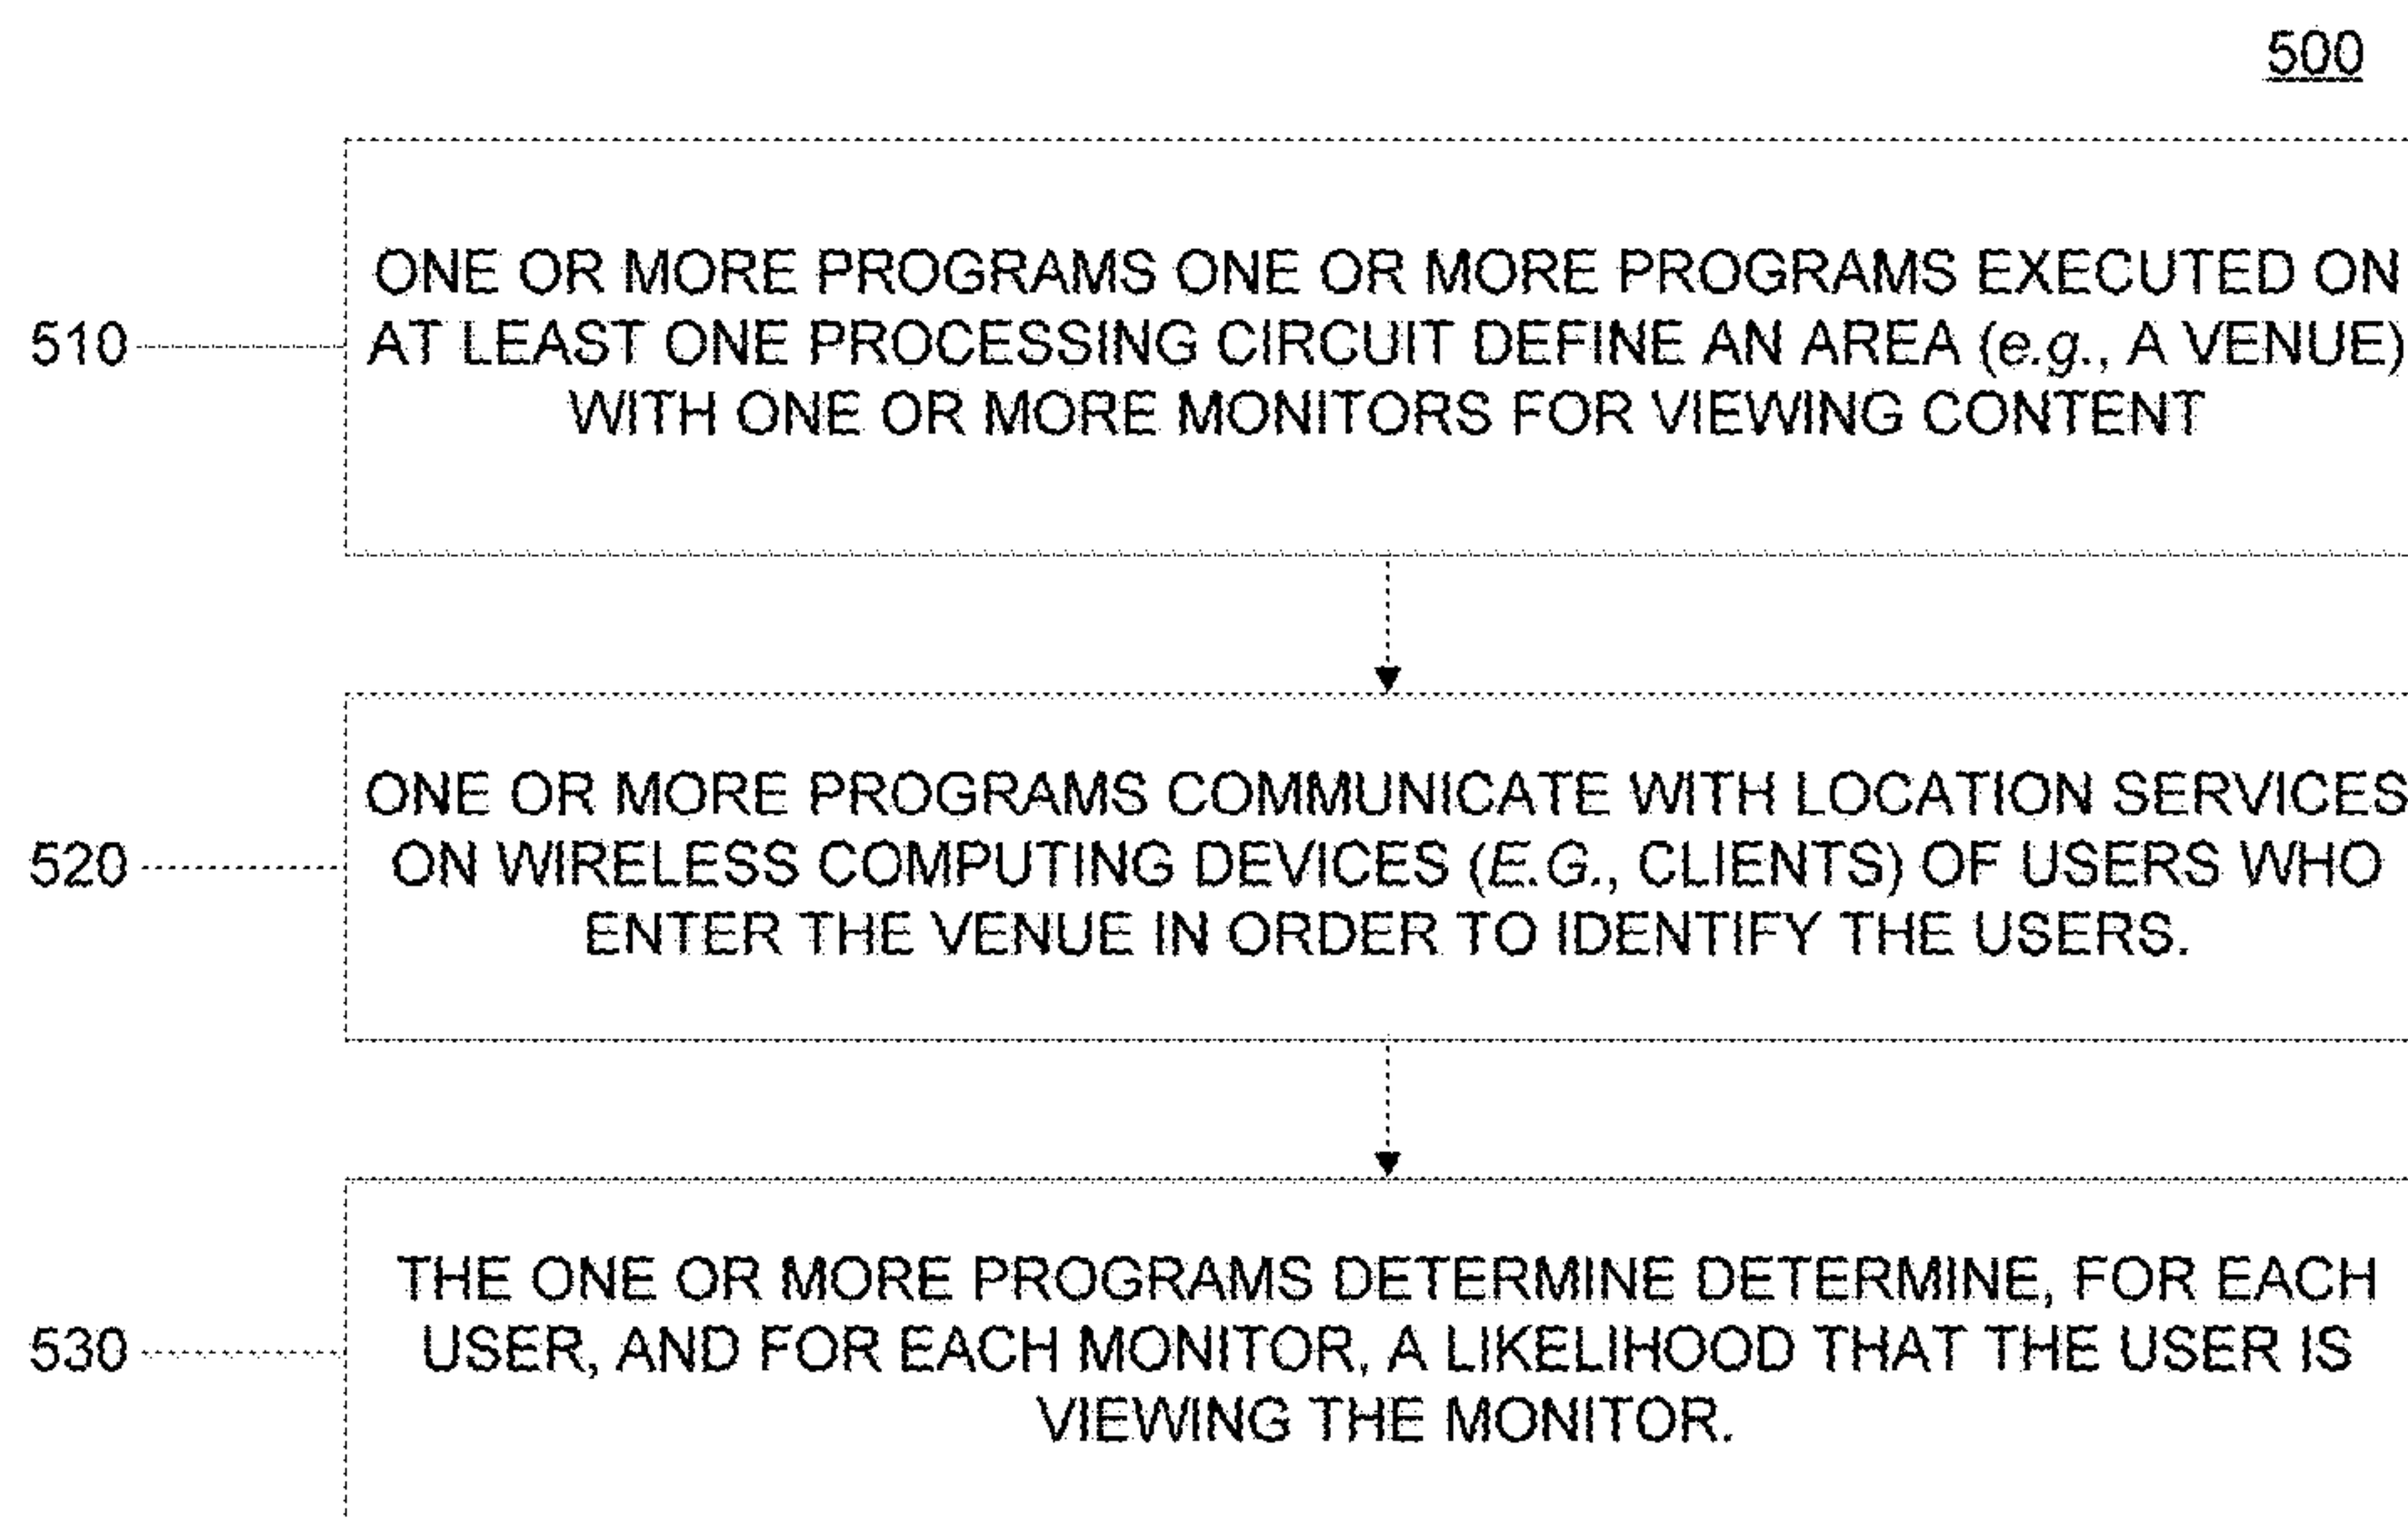 500
ONE OR MORE PROGRAMS ONE OR MORE PROGRAMS EXECUTED ON
510
AT LEAST ONE PROCESSING CIRCUIT DEFINE AN AREA (e.g., A VENUE)
WITH ONE OR MORE MONITORS FOR VIEWING CONTENT
ONE OR MORE PROGRAMS COMMUNICATE WITH LOCATION SERVICES
520
ON WIRELESS COMPUTING DEVICES (E.G., CLIENTS) OF USERS WHO
ENTER THE VENUE IN ORDER TO IDENTIFY THE USERS.
THE ONE OR MORE PROGRAMS DETERMINE DETERMINE, FOR EACH
530
USER, AND FOR EACH MONITOR, A LIKELIHOOD THAT THE USER IS
VIEWING THE MONITOR.